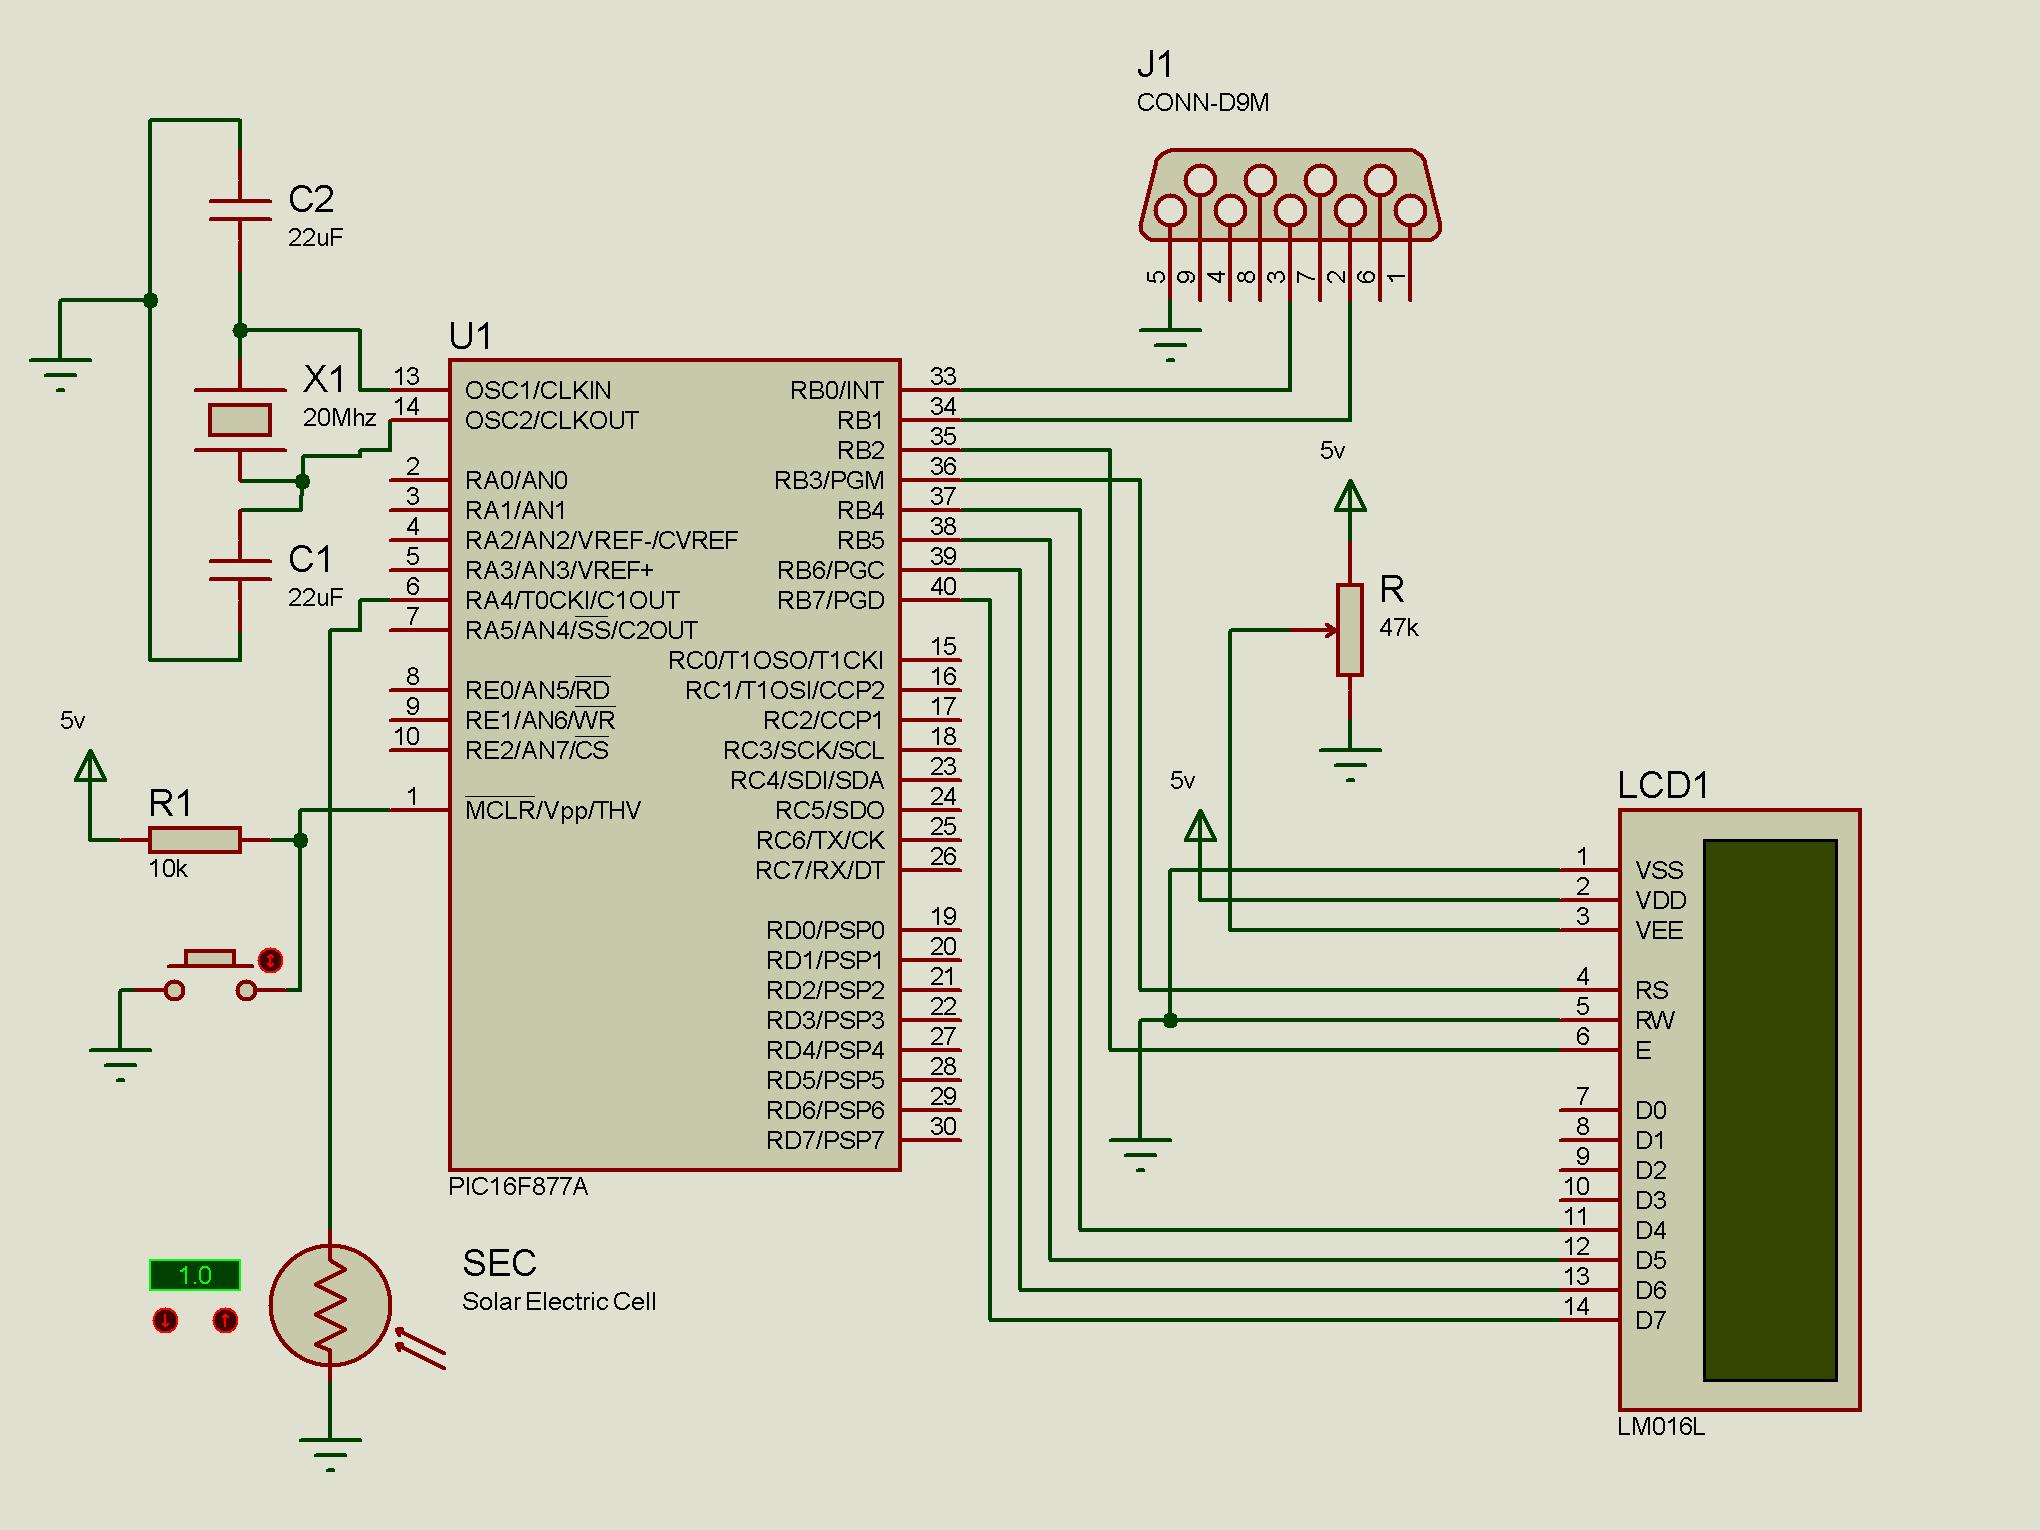 J1
CONN-D9M
5 9 4 8 3 7 2 6 1
C2
22uF
X1
20Mhz
C1
22uF
U1
13 OSC1/CLKIN
14 OSC2/CLKOUT
2 RA0/AN0
3 RA1/AN1
4 RA2/AN2/VREF-/CVREF
5 RA3/AN3/VREF+
6 RA4/T0CKI/C1OUT
7 RA5/AN4/SS/C2OUT
8 RE0/AN5/RD
9 RE1/AN6/WR
10 RE2/AN7/CS
1 MCLR/Vpp/THV
RB0/INT 33
RB1 34
RB2 35
RB3/PGM 36
RB4 37
RB5 38
RB6/PGC 39
RB7/PGD 40
RC0/T1OSO/T1CKI 15
RC1/T1OSI/CCP2 16
RC2/CCP1 17
RC3/SCK/SCL 18
RC4/SDI/SDA 23
RC5/SDO 24
RC6/TX/CK 25
RC7/RX/DT 26
RD0/PSP0 19
RD1/PSP1 20
RD2/PSP2 21
RD3/PSP3 22
RD4/PSP4 27
RD5/PSP5 28
RD6/PSP6 29
RD7/PSP7 30
PIC16F877A
5v
R1
10k
1.0
SEC
Solar Electric Cell
5v
R
47k
5v
LCD1
1 VSS
2 VDD
3 VEE
4 RS
5 RW
6 E
7 D0
8 D1
9 D2
10 D3
11 D4
12 D5
13 D6
14 D7
LM016L